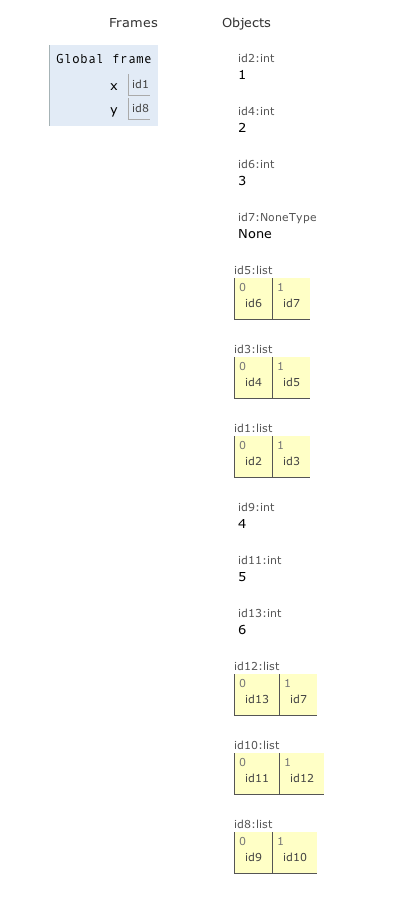 Frames Objects
Global frame
x id1
y id8
id2:int
1
id4:int
2
id6:int
3
id7:NoneType
None
id5:list
0 1
id6 id7
id3:list
0 1
id4 id5
id1:list
0 1
id2 id3
id9:int
4
id11:int
5
id13:int
6
id12:list
0 1
id13 id7
id10:list
0 1
id11 id12
id8:list
0 1
id9 id10